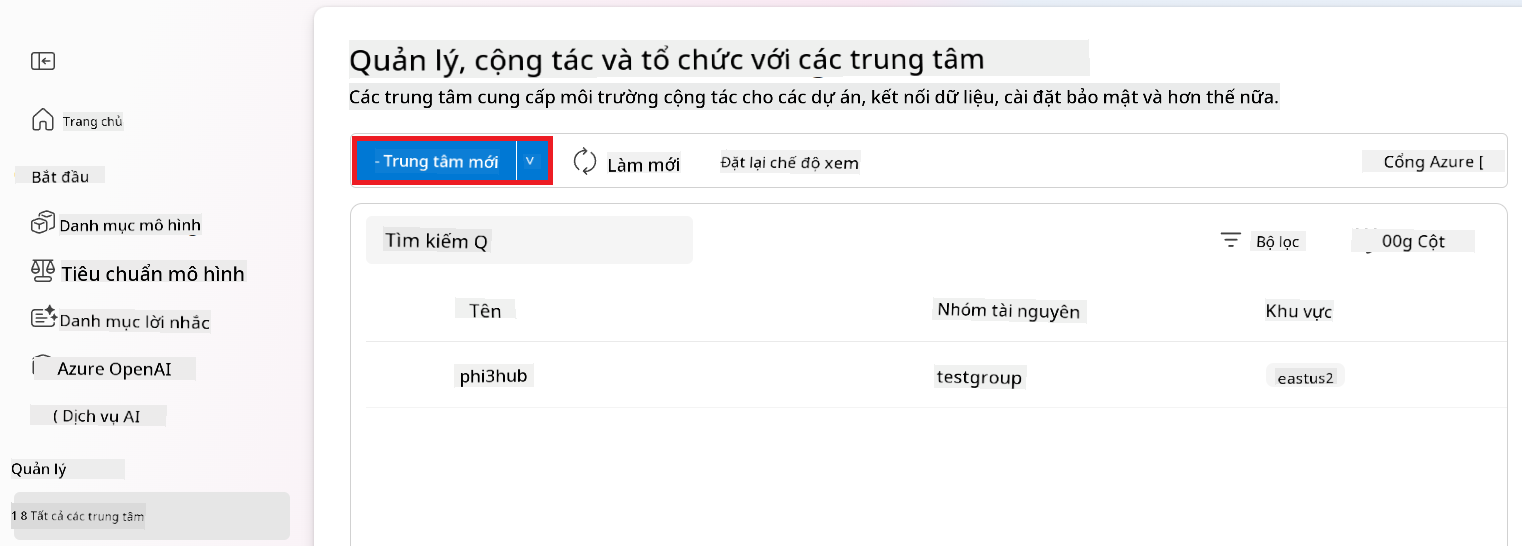 Trang chủ
Bắt đầu
Danh mục mô hình
Tiêu chuẩn mô hình
Danh mục lời nhắc
Azure OpenAI
( Dịch vụ AI
Quản lý
1 8 Tất cả các trung tâm
Quản lý, cộng tác và tổ chức với các trung tâm
Các trung tâm cung cấp môi trường cộng tác cho các dự án, kết nối dữ liệu, cài đặt bảo mật và hơn thế nữa.
- Trung tâm mới
Làm mới
Đặt lại chế độ xem
Cổng Azure [
Tìm kiếm Q
Bộ lọc
00g Cột
Tên Nhóm tài nguyên Khu vực
phi3hub testgroup eastus2